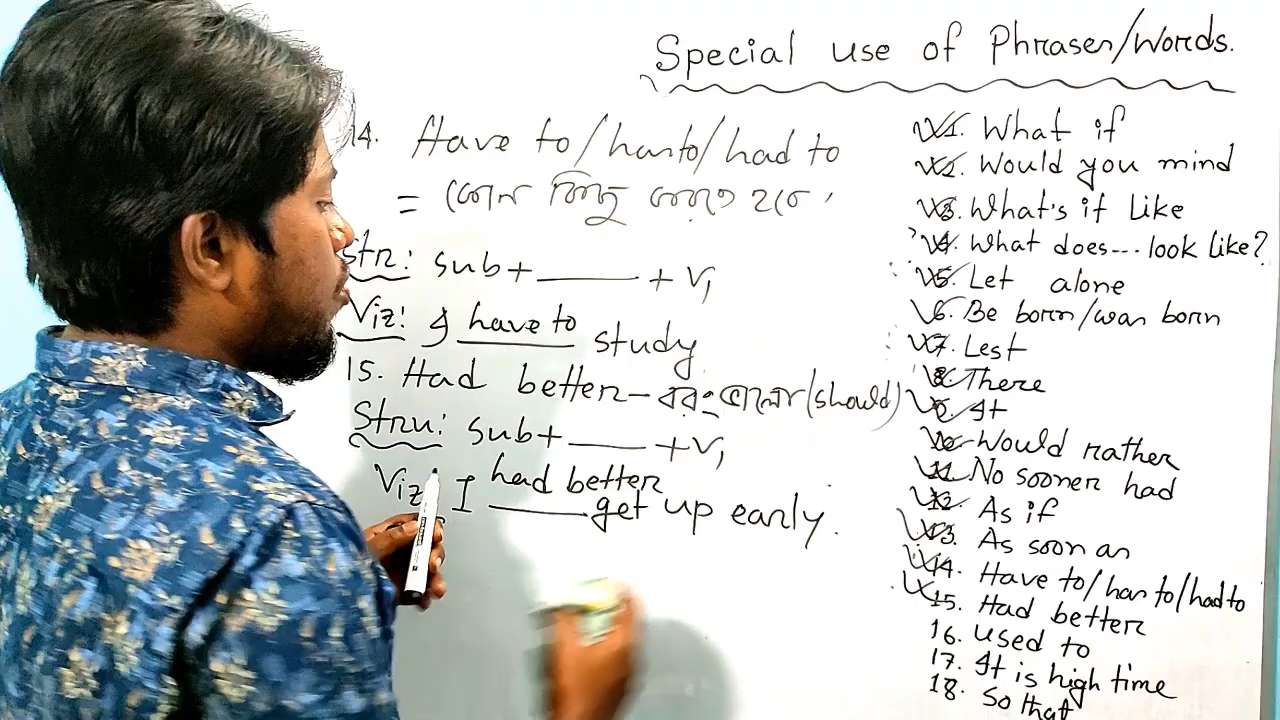 Special use of Phrases/Words.
14. Have to/has to/had to
= কোন কিছু করতে হবে
Stru: sub+ ______ + V₁
Viz: I have to study
15. Had better – বরং ভালো (should)
Stru: sub+ ______ + V₁
Viz: I had better get up early.
1. What if
2. Would you mind
3. What's it Like
4. What does---look like?
5. Let alone
6. Be born/was born
7. Lest
8. There
9. It
10. Would rather
11. No sooner had
12. As if
13. As soon as
14. Have to/has to/had to
15. Had better
16. used to
17. It is high time
18. So that